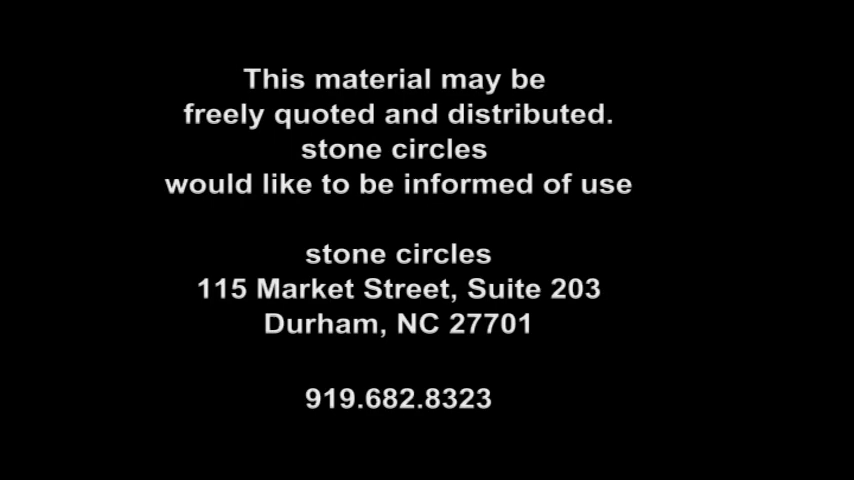 This material may be
freely quoted and distributed.
stone circles
would like to be informed of use
stone circles
115 Market Street, Suite 203
Durham, NC 27701
919.682.8323